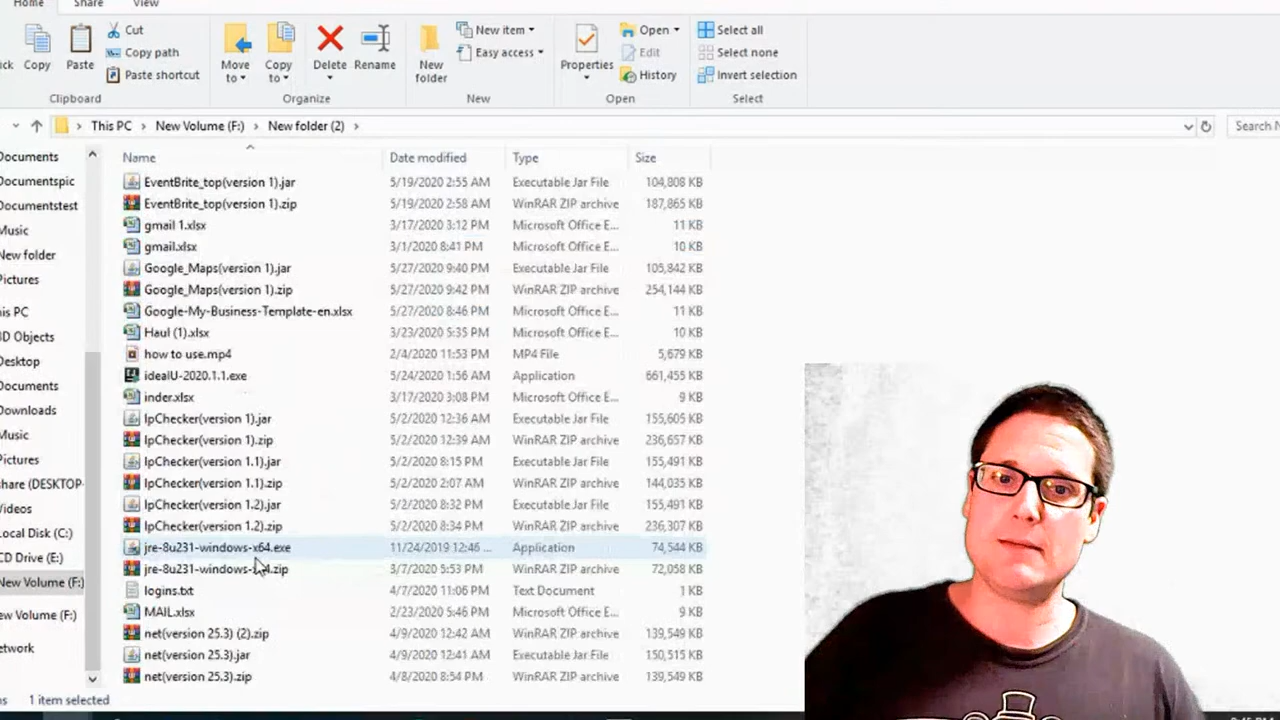 Home Share View
Cut
Copy path
Paste shortcut
Copy Paste
Clipboard
Move to Copy to Delete Rename
Organize
New folder
New item
Easy access
New
Properties
Open
Edit
History
Open
Select all
Select none
Invert selection
Select
This PC > New Volume (F:) > New folder (2) >
Search N
Name Date modified Type Size
EventBrite_top(version 1).jar 5/19/2020 2:55 AM Executable Jar File 104,808 KB
EventBrite_top(version 1).zip 5/19/2020 2:58 AM WinRAR ZIP archive 187,865 KB
gmail 1.xlsx 3/17/2020 3:12 PM Microsoft Office E... 11 KB
gmail.xlsx 3/1/2020 8:41 PM Microsoft Office E... 10 KB
Google_Maps(version 1).jar 5/27/2020 9:40 PM Executable Jar File 105,842 KB
Google_Maps(version 1).zip 5/27/2020 9:42 PM WinRAR ZIP archive 254,144 KB
Google-My-Business-Template-en.xlsx 5/27/2020 8:46 PM Microsoft Office E... 11 KB
Haul (1).xlsx 3/23/2020 5:35 PM Microsoft Office E... 10 KB
how to use.mp4 2/4/2020 11:53 PM MP4 File 5,679 KB
idealU-2020.1.1.exe 5/24/2020 1:56 AM Application 661,455 KB
inder.xlsx 3/17/2020 3:08 PM Microsoft Office E... 9 KB
IpChecker(version 1).jar 5/2/2020 12:36 AM Executable Jar File 155,605 KB
IpChecker(version 1).zip 5/2/2020 12:39 AM WinRAR ZIP archive 236,657 KB
IpChecker(version 1.1).jar 5/2/2020 8:15 PM Executable Jar File 155,491 KB
IpChecker(version 1.1).zip 5/2/2020 2:07 AM WinRAR ZIP archive 144,035 KB
IpChecker(version 1.2).jar 5/2/2020 8:32 PM Executable Jar File 155,491 KB
IpChecker(version 1.2).zip 5/2/2020 8:34 PM WinRAR ZIP archive 236,307 KB
jre-8u231-windows-x64.exe 11/24/2019 12:46 ... Application 74,544 KB
jre-8u231-windows- .zip 3/7/2020 5:53 PM WinRAR ZIP archive 72,058 KB
logins.txt 4/7/2020 11:06 PM Text Document 1 KB
MAIL.xlsx 2/23/2020 5:46 PM Microsoft Office E... 9 KB
net(version 25.3) (2).zip 4/9/2020 12:42 AM WinRAR ZIP archive 139,549 KB
net(version 25.3).jar 4/9/2020 12:41 AM Executable Jar File 150,515 KB
net(version 25.3).zip 4/8/2020 8:54 PM WinRAR ZIP archive 139,549 KB
Documents
Documentspic
Documentstest
Music
New folder
Pictures
his PC
3D Objects
Desktop
Documents
Downloads
Music
Pictures
share (DESKTOP-
Videos
Local Disk (C:)
CD Drive (E:)
New Volume (F:)
ew Volume (F:)
etwork
1 item selected